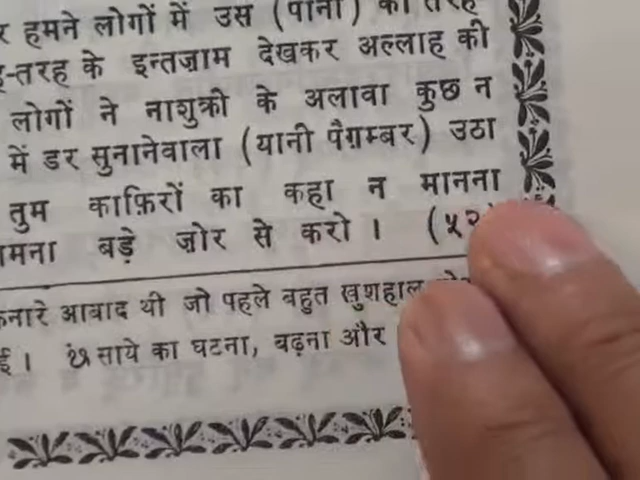 र हमने लोगों में उस (पानी) की तरह
-तरह के इन्तज़ाम देखकर अल्लाह की
लोगों ने नाशुक्री के अलावा कुछ न
में डर सुनानेवाला (यानी पैग़म्बर) उठा
तुम काफ़िरों का कहा न मानना
मना बड़े ज़ोर से करो । (५२
नारे आबाद थी जो पहले बहुत खुशहाल
ई । साये का घटना, बढ़ना और